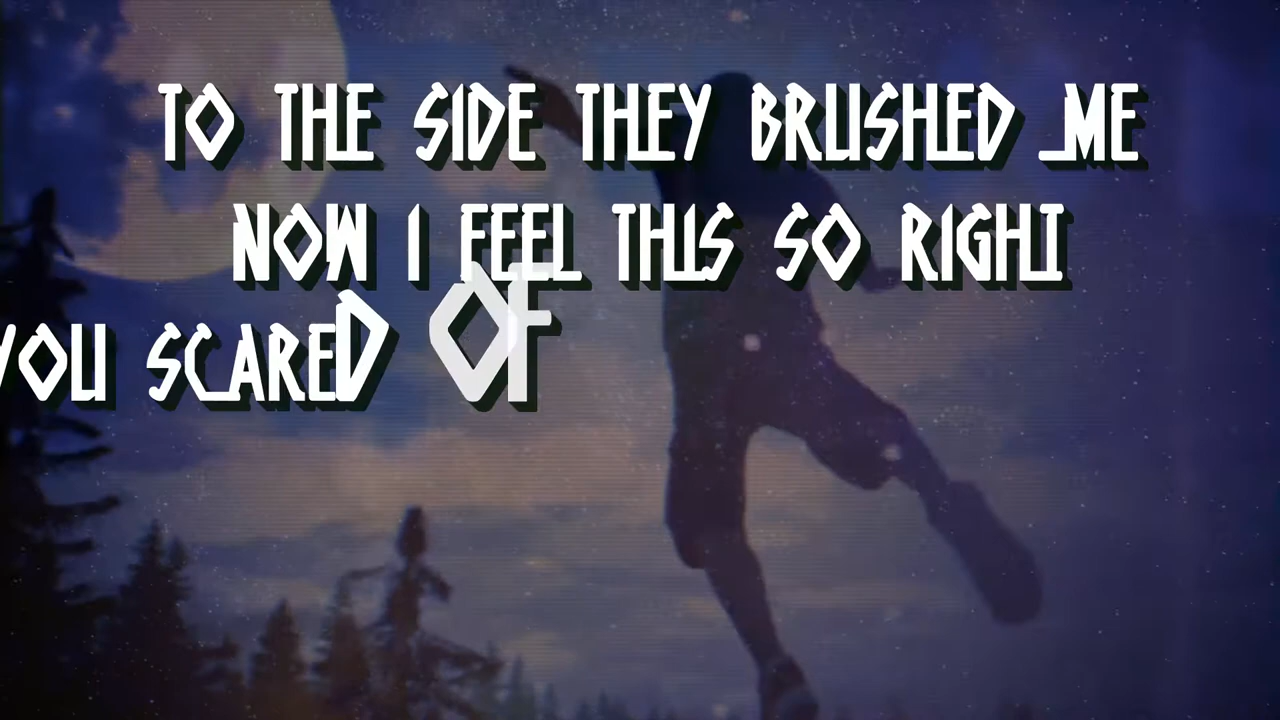 TO THE SIDE THEY BRUSHED ME
NOW I FEEL THIS SO RIGHT
YOU SCARED OF